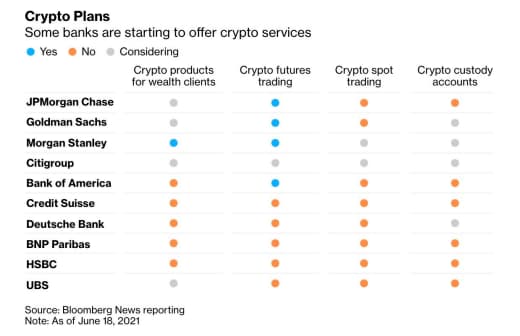 Crypto Plans
Some banks are starting to offer crypto services
Yes No Considering
Crypto products for wealth clients
Crypto futures trading
Crypto spot trading
Crypto custody accounts
JPMorgan Chase
Goldman Sachs
Morgan Stanley
Citigroup
Bank of America
Credit Suisse
Deutsche Bank
BNP Paribas
HSBC
UBS
Source: Bloomberg News reporting
Note: As of June 18, 2021